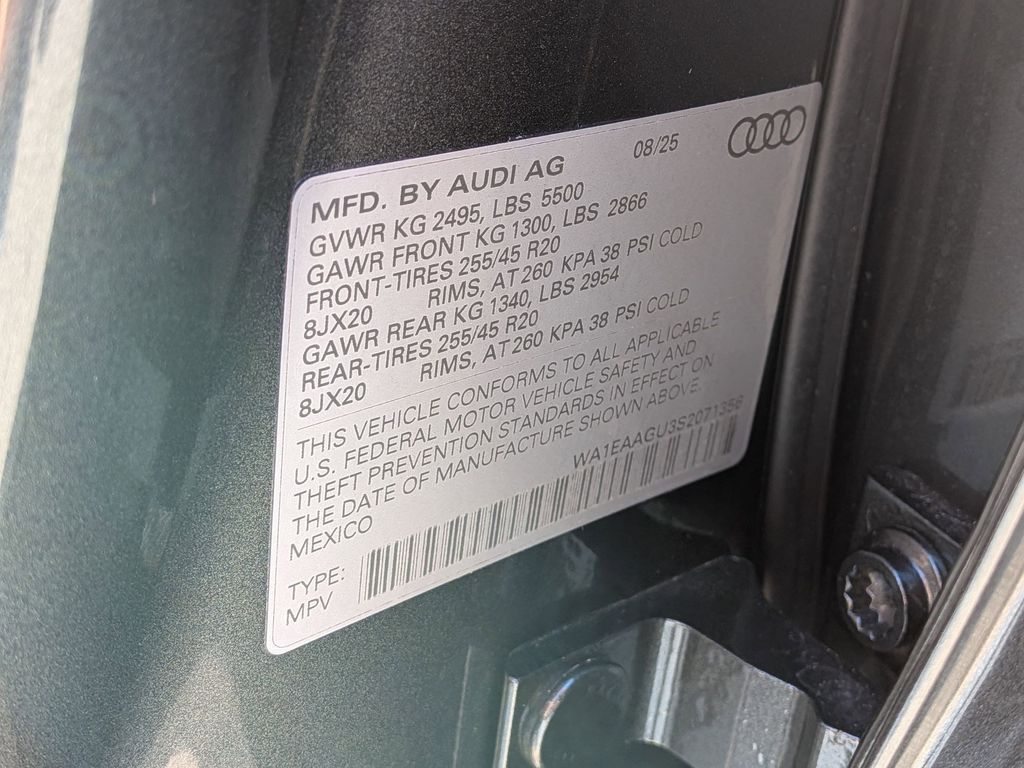 MFD. BY AUDI AG 08/25
GVWR KG 2495, LBS 5500
GAWR FRONT KG 1300, LBS 2866
FRONT-TIRES 255/45 R20
8JX20 RIMS, AT 260 KPA 38 PSI COLD
GAWR REAR KG 1340, LBS 2954
REAR-TIRES 255/45 R20
8JX20 RIMS, AT 260 KPA 38 PSI COLD
THIS VEHICLE CONFORMS TO ALL APPLICABLE
U.S. FEDERAL MOTOR VEHICLE SAFETY AND
THEFT PREVENTION STANDARDS IN EFFECT ON
THE DATE OF MANUFACTURE SHOWN ABOVE.
MEXICO WA1EAAGU3S2071356
TYPE:
MPV